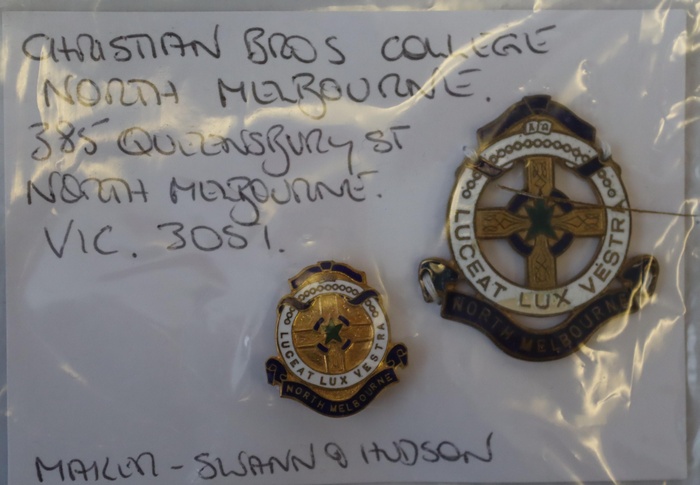 CHRISTIAN BROS COLLEGE
NORTH MELBOURNE.
385 QUEENSBURY ST
NORTH MELBOURNE.
VIC. 3051.
LUCEAT LUX VESTRA
NORTH MELBOURNE
LUCEAT LUX VESTRA
NORTH MELBOURNE
MAKER - SWANN & HUDSON